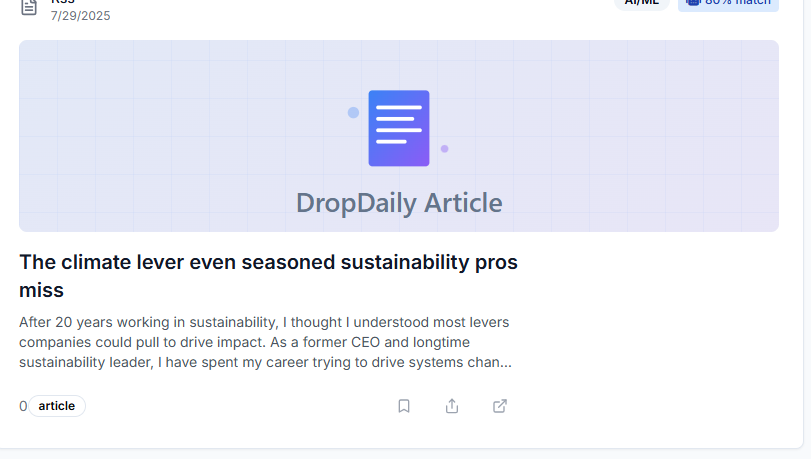 Rss
AI/ML
80% match
7/29/2025
DropDaily Article
The climate lever even seasoned sustainability pros
miss
After 20 years working in sustainability, I thought I understood most levers
companies could pull to drive impact. As a former CEO and longtime
sustainability leader, I have spent my career trying to drive systems chan...
0
article